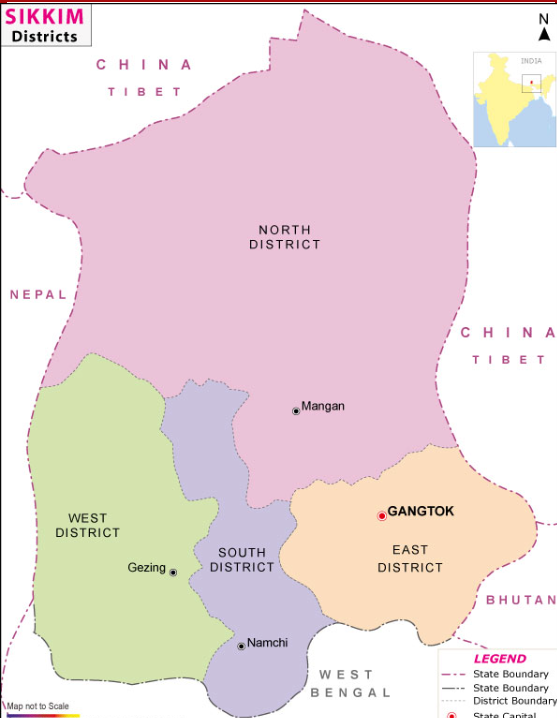 SIKKIM
Districts
N
INDIA
CHINA
TIBET
NORTH
DISTRICT
NEPAL
CHINA
TIBET
Mangan
GANGTOK
WEST
DISTRICT
SOUTH
DISTRICT
EAST
DISTRICT
Gezing
BHUTAN
Namchi
WEST
BENGAL
LEGEND
State Boundary
State Boundary
District Boundary
State Capital
Map not to Scale